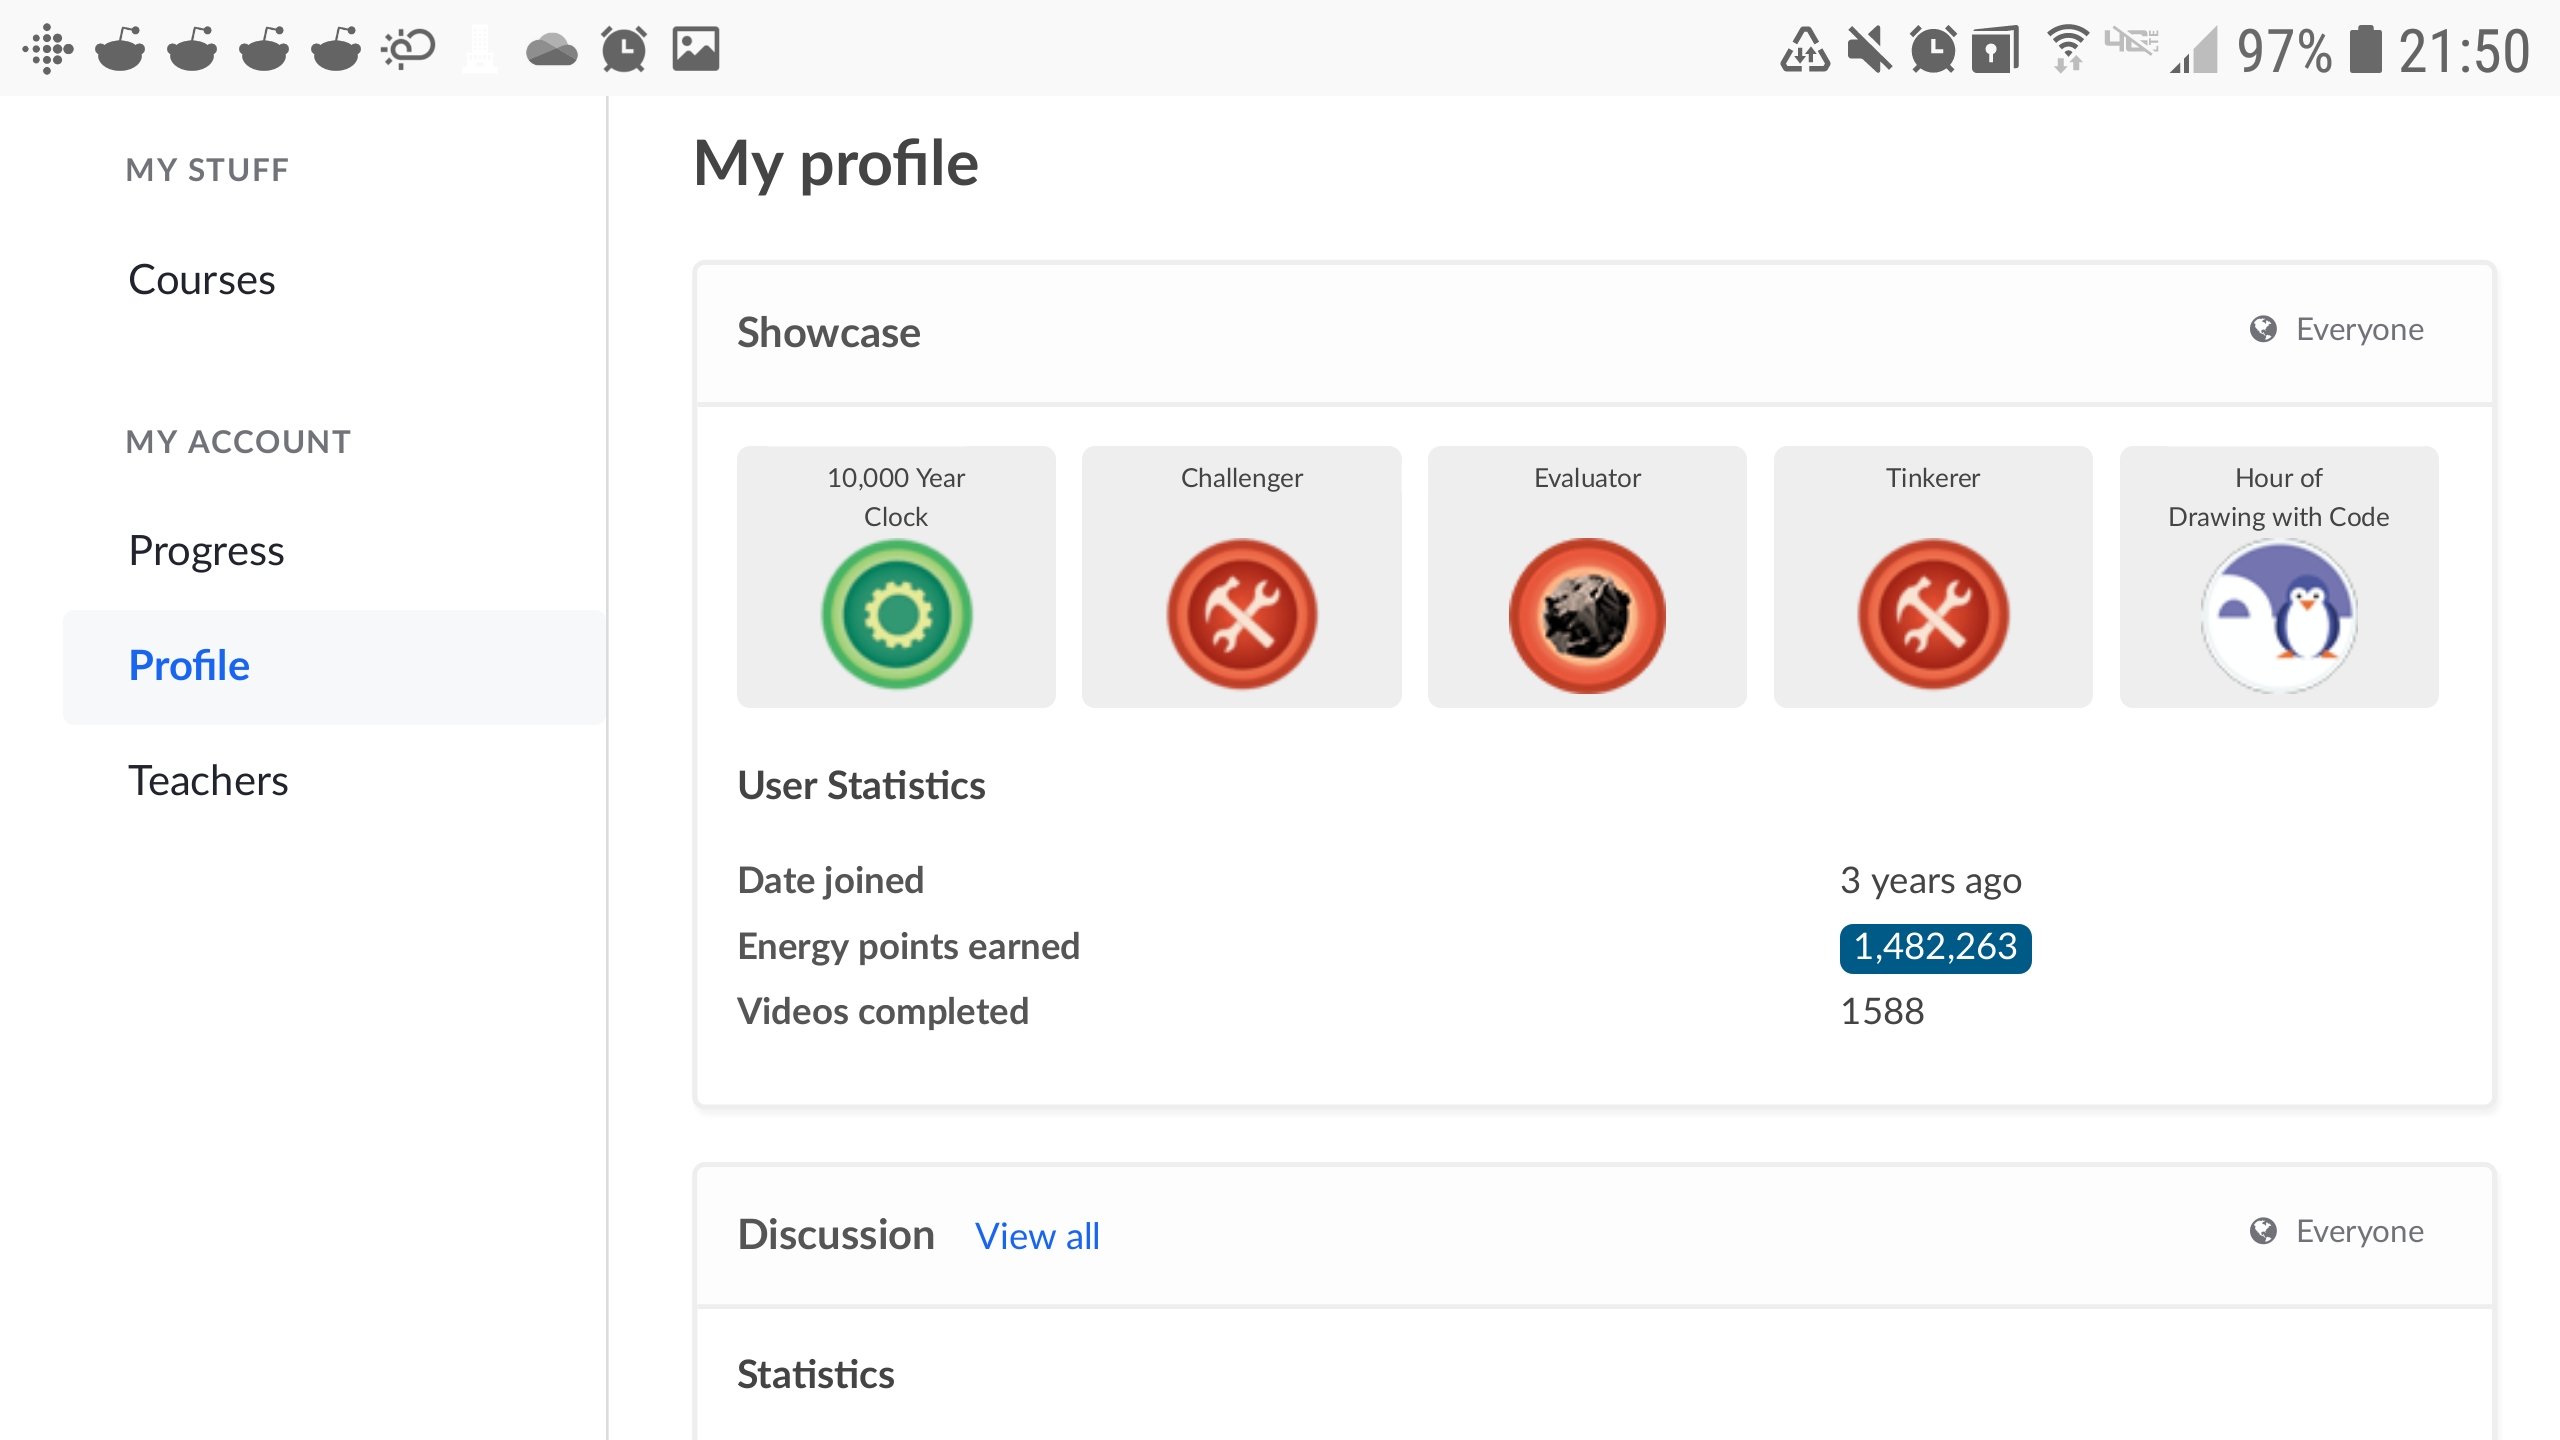 97% 21:50
MY STUFF
Courses
MY ACCOUNT
Progress
Profile
Teachers
My profile
Showcase
Everyone
10,000 Year
Clock
Challenger
Evaluator
Tinkerer
Hour of
Drawing with Code
User Statistics
Date joined 3 years ago
Energy points earned 1,482,263
Videos completed 1588
Discussion View all
Everyone
Statistics